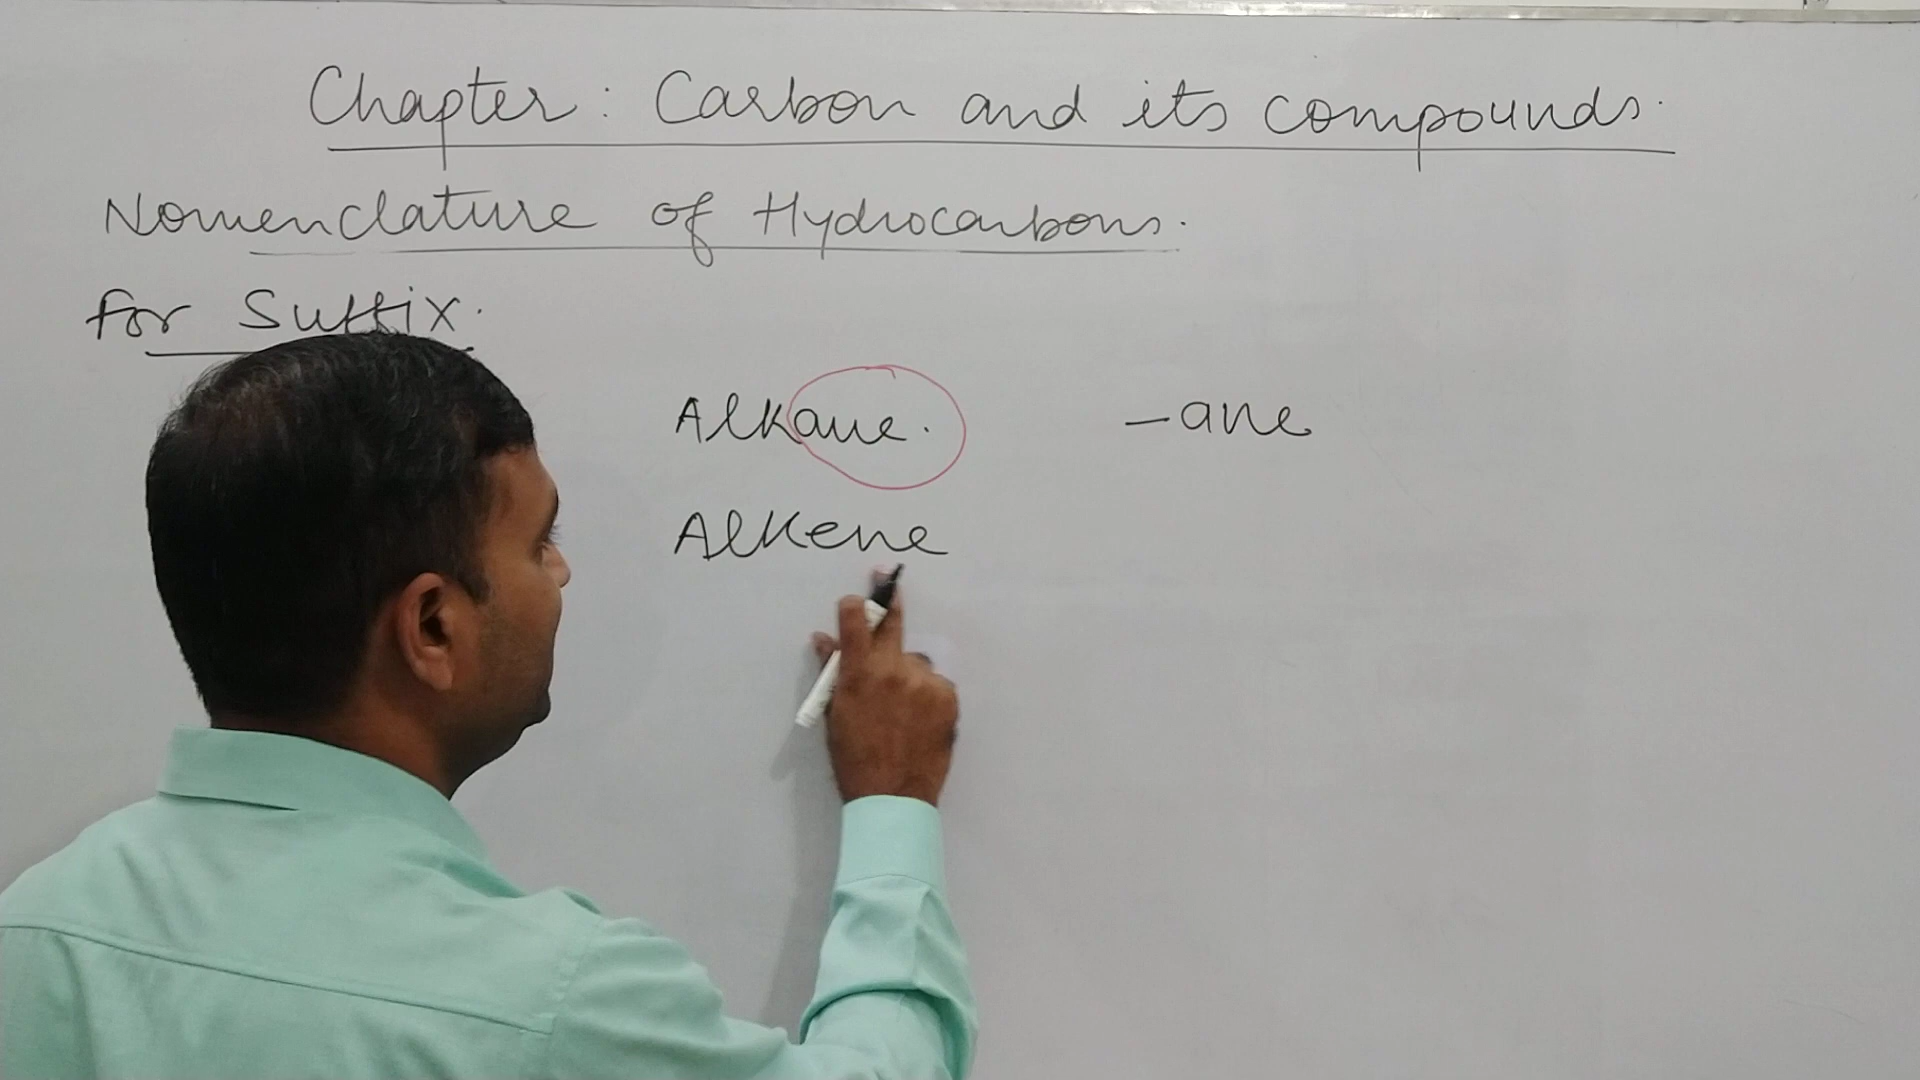 Chapter: Carbon and its compounds.
Nomenclature of Hydrocarbons.
For Suffix.
Alkane. -ane
Alkene